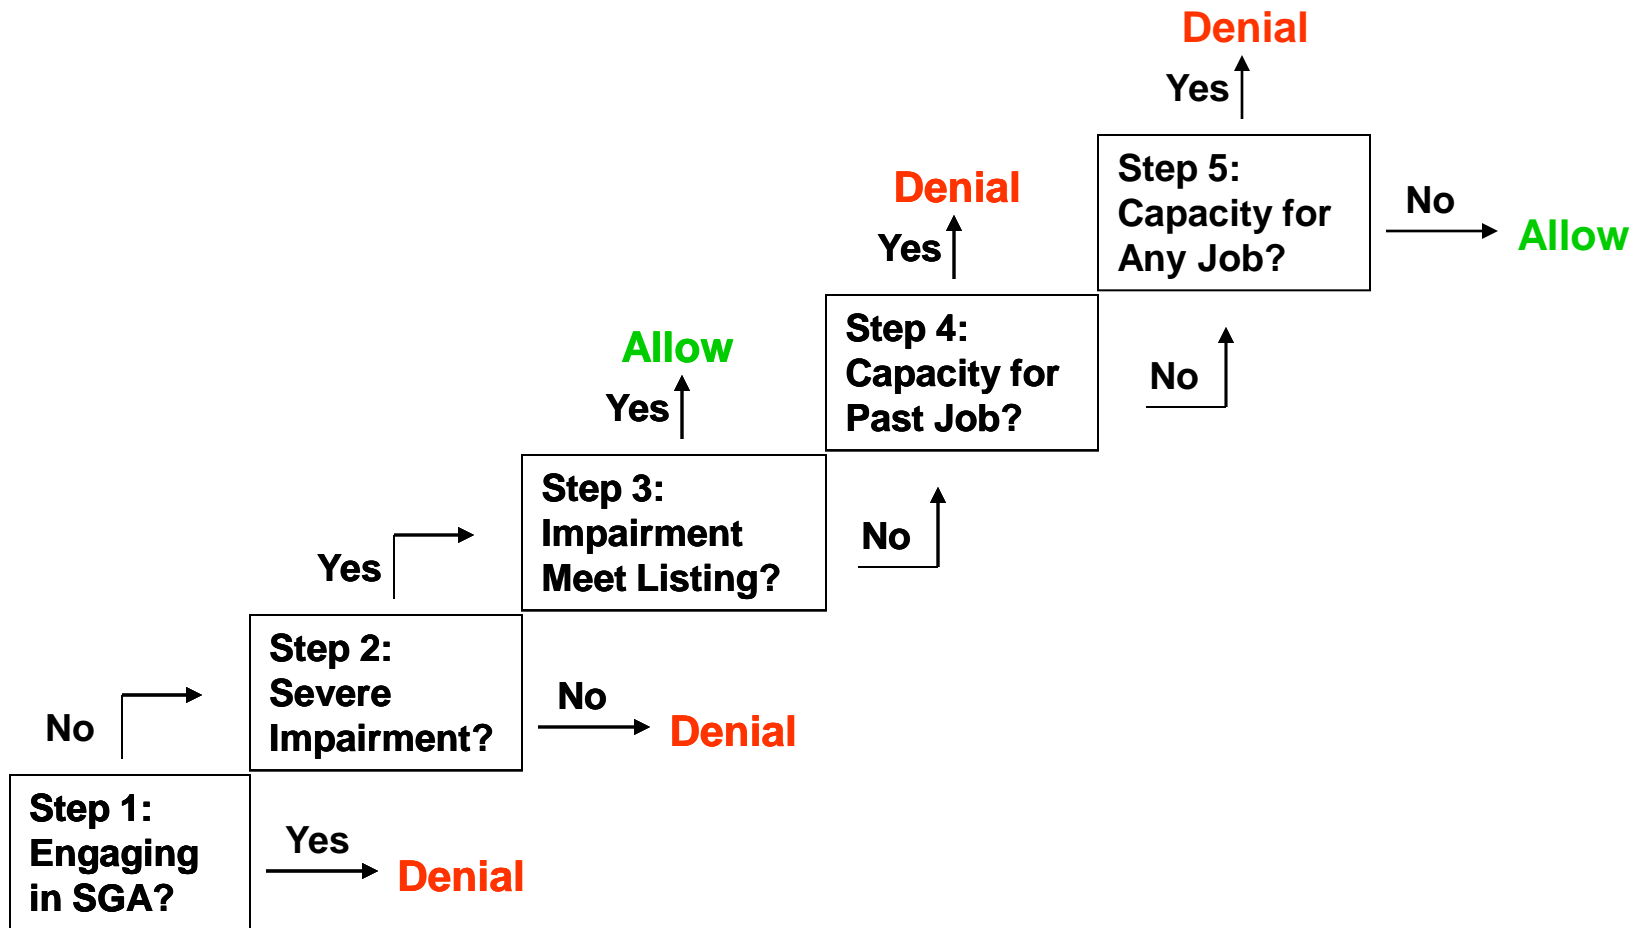 Denial
Yes
Step 5:
Capacity for
Any Job?
No
Allow
Denial
Yes
Step 4:
Capacity for
Past Job?
No
Allow
Yes
Step 3:
Impairment
Meet Listing?
No
Yes
Step 2:
Severe
Impairment?
No
Denial
No
Step 1:
Engaging
in SGA?
Yes
Denial